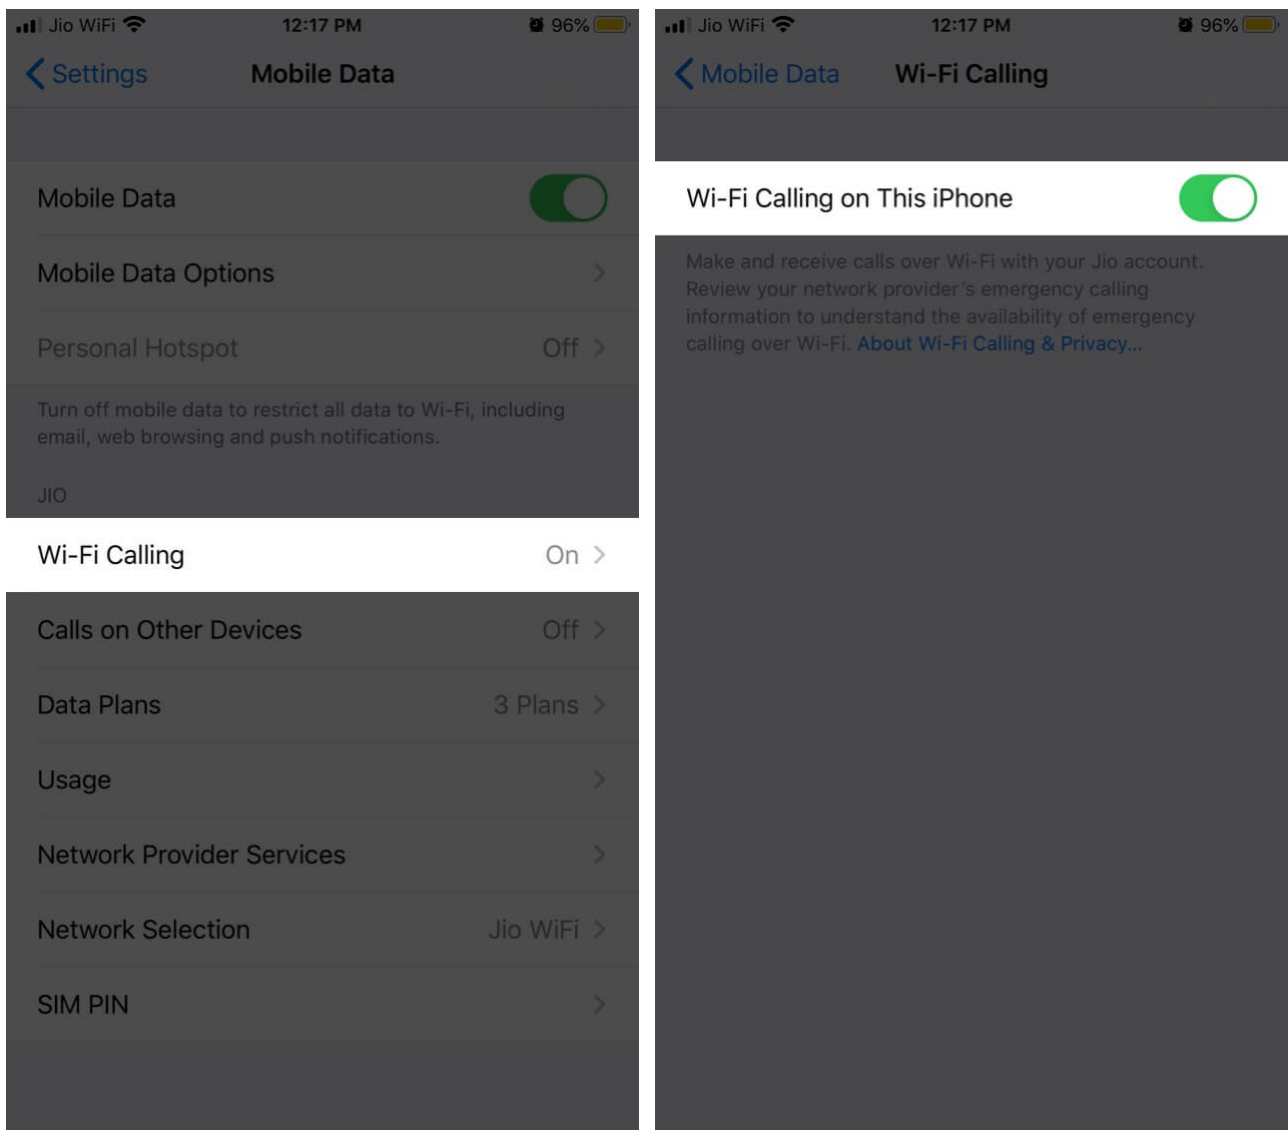 Jio WiFi 12:17 PM 96%
Settings Mobile Data
Mobile Data
Mobile Data Options
Personal Hotspot Off
Turn off mobile data to restrict all data to Wi-Fi, including
email, web browsing and push notifications.
JIO
Wi-Fi Calling On
Calls on Other Devices Off
Data Plans 3 Plans
Usage
Network Provider Services
Network Selection Jio WiFi
SIM PIN
Jio WiFi 12:17 PM 96%
Mobile Data Wi-Fi Calling
Wi-Fi Calling on This iPhone
Make and receive calls over Wi-Fi with your Jio account.
Review your network provider's emergency calling
information to understand the availability of emergency
calling over Wi-Fi. About Wi-Fi Calling & Privacy...